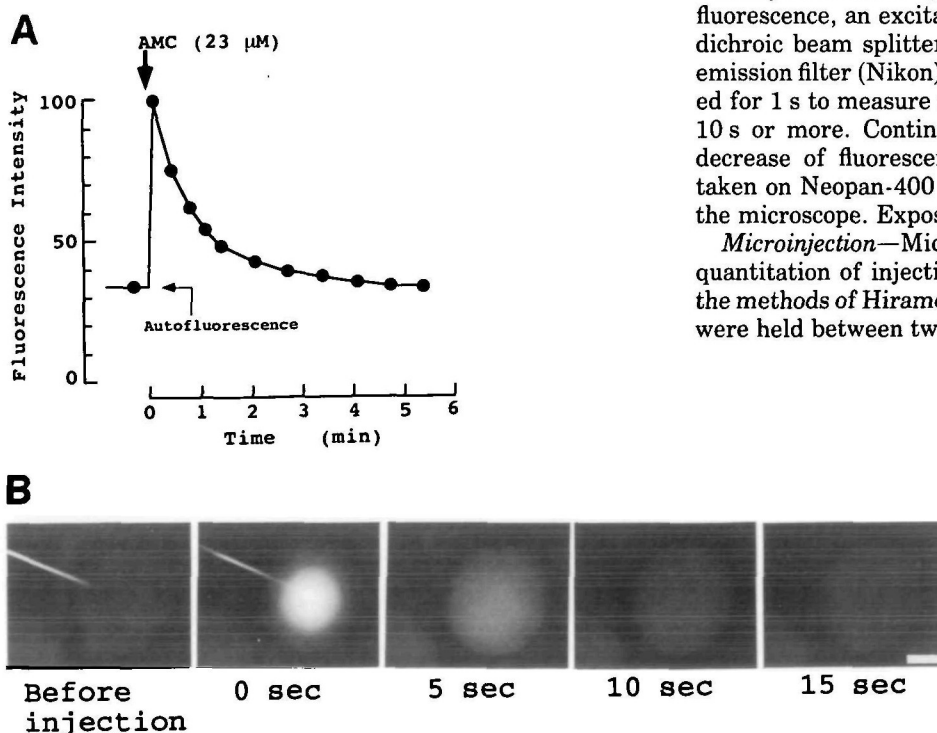 A
AMC (23 μM)
Fluorescence Intensity
100
50
0
Autofluorescence
0 1 2 3 4 5 6
Time (min)
fluorescence, an excita
dichroic beam splitter
emission filter (Nikon)
ed for 1 s to measure
10 s or more. Contin
decrease of fluorescen
taken on Neopan-400
the microscope. Expos
Microinjection—Mic
quantitation of injecti
the methods of Hiramo
were held between tw
B
Before injection
0 sec
5 sec
10 sec
15 sec